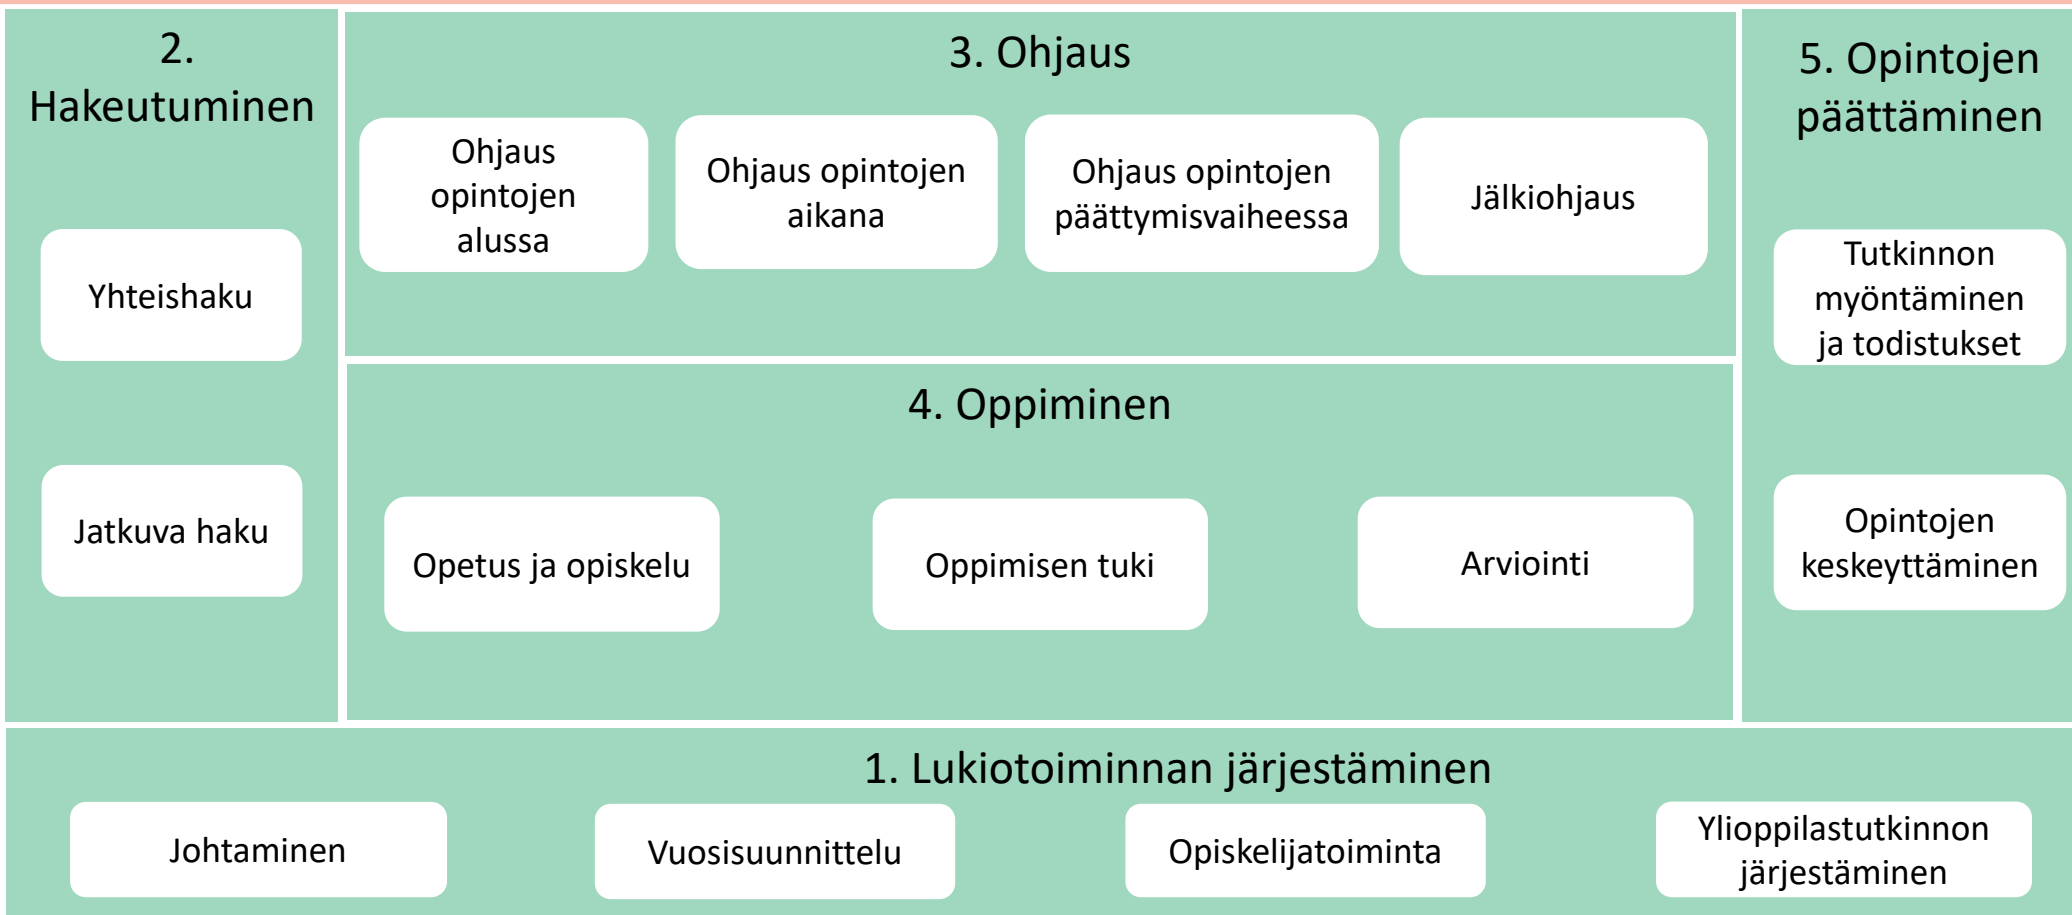 2.
Hakeutuminen
Yhteishaku
Jatkuva haku
3. Ohjaus
Ohjaus
opintojen
alussa
Ohjaus opintojen
aikana
Ohjaus opintojen
päättymisvaiheessa
Jälkiohjaus
4. Oppiminen
Opetus ja opiskelu
Oppimisen tuki
Arviointi
5. Opintojen
päättäminen
Tutkinnon
myöntäminen
ja todistukset
Opintojen
keskeyttäminen
1. Lukiotoiminnan järjestäminen
Johtaminen
Vuosisuunnittelu
Opiskelijatoiminta
Ylioppilastutkinnon
järjestäminen